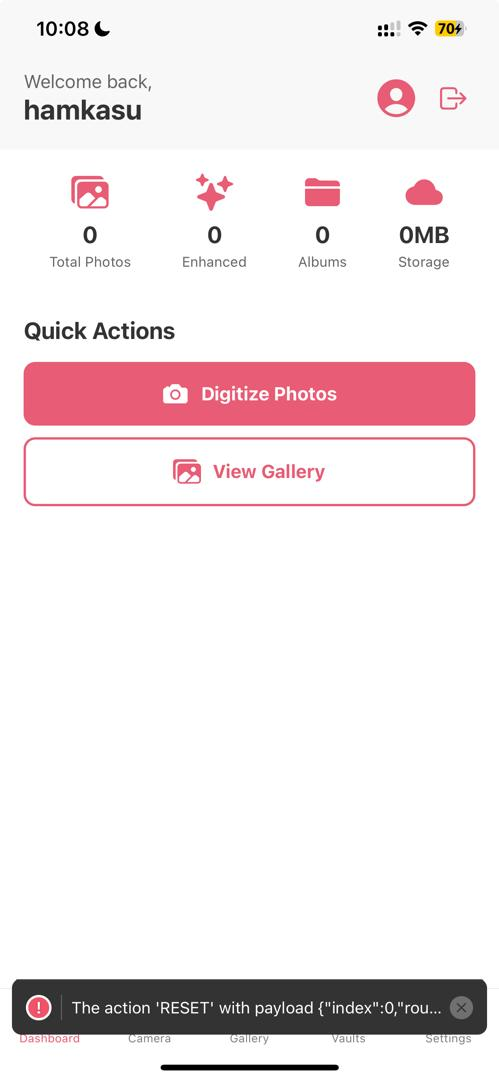 10:08
70
Welcome back,
hamkasu
0 0 0 0MB
Total Photos Enhanced Albums Storage
Quick Actions
Digitize Photos
View Gallery
The action 'RESET' with payload {"index":0,"rou...
Dashboard Camera Gallery Vaults Settings